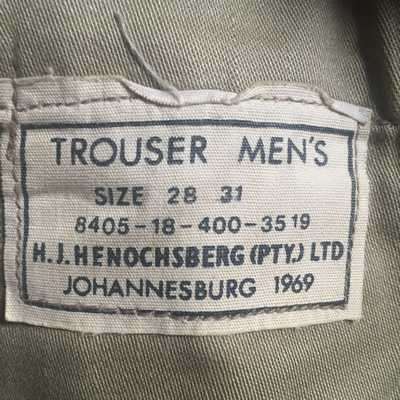 TROUSER MEN'S
SIZE 28 31
8405-18-400-3519
H.J.HENOCHSBERG (PTY.) LTD
JOHANNESBURG 1969